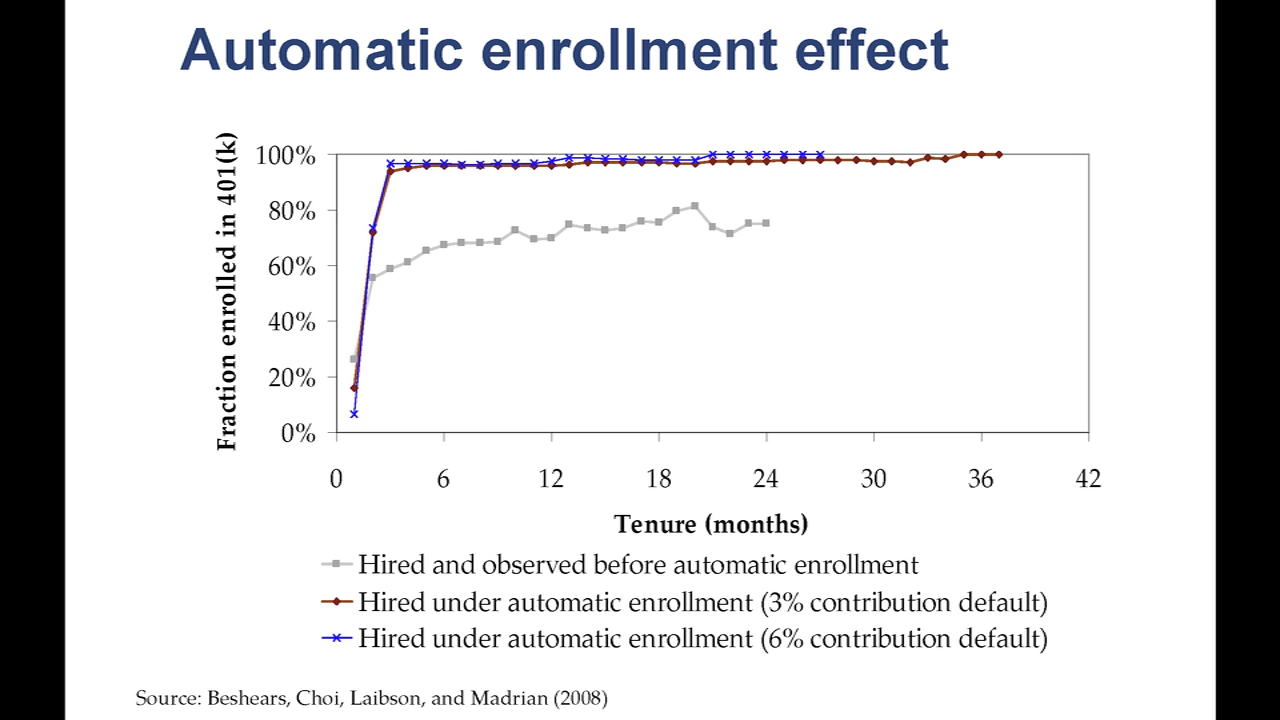 Automatic enrollment effect
Fraction enrolled in 401(k)
100%
80%
60%
40%
20%
0%
0 6 12 18 24 30 36 42
Tenure (months)
Hired and observed before automatic enrollment
Hired under automatic enrollment (3% contribution default)
Hired under automatic enrollment (6% contribution default)
Source: Beshears, Choi, Laibson, and Madrian (2008)